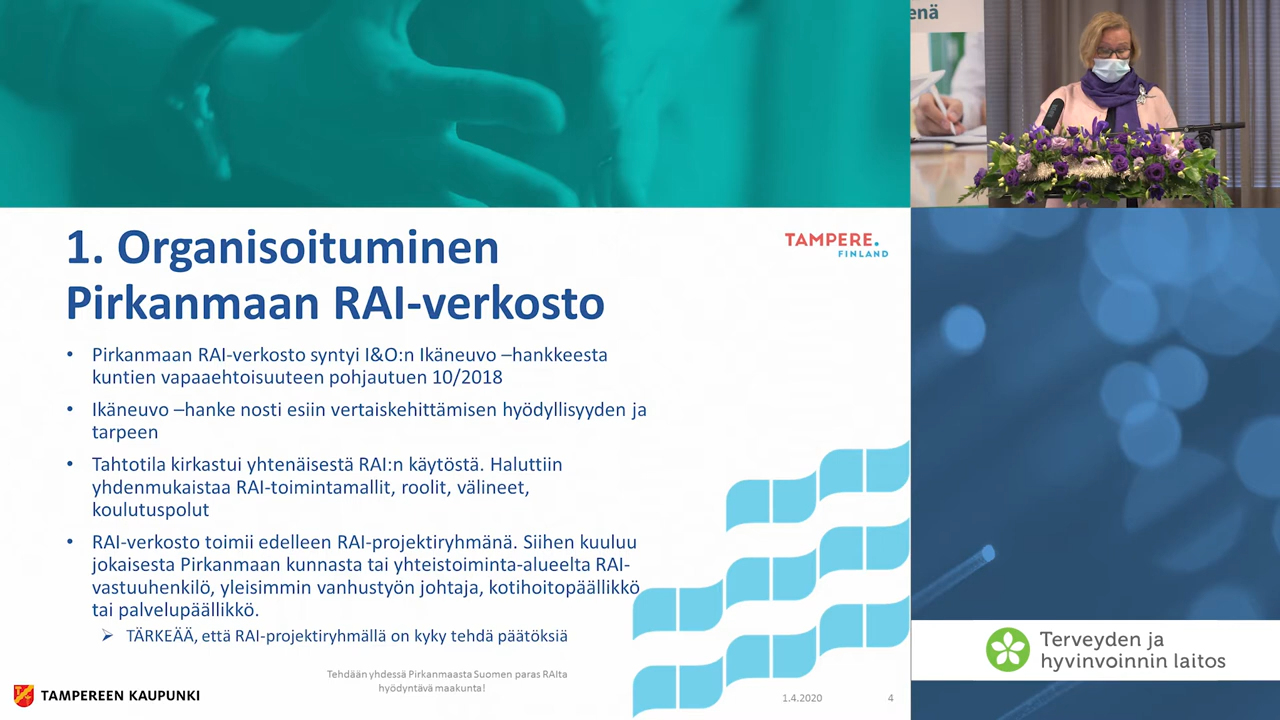 enä
1. Organisoituminen
Pirkanmaan RAI-verkosto
TAMPERE.
FINLAND
• Pirkanmaan RAI-verkosto syntyi I&O:n Ikäneuvo –hankkeesta
kuntien vapaaehtoisuuteen pohjautuen 10/2018
• Ikäneuvo –hanke nosti esiin vertaiskehittämisen hyödyllisyyden ja
tarpeen
• Tahtotila kirkastui yhtenäisestä RAI:n käytöstä. Haluttiin
yhdenmukaistaa RAI-toimintamallit, roolit, välineet,
koulutuspolut
• RAI-verkosto toimii edelleen RAI-projektiryhmänä. Siihen kuuluu
jokaisesta Pirkanmaan kunnasta tai yhteistoiminta-alueelta RAI-
vastuuhenkilö, yleisimmin vanhustyön johtaja, kotihoitopäällikkö
tai palvelupäällikkö.
➢ TÄRKEÄÄ, että RAI-projektiryhmällä on kyky tehdä päätöksiä
Tehdään yhdessä Pirkanmaasta Suomen paras RAIta
hyödyntävä maakunta!
TAMPEREEN KAUPUNKI
1.4.2020
4
Terveyden ja
hyvinvoinnin laitos